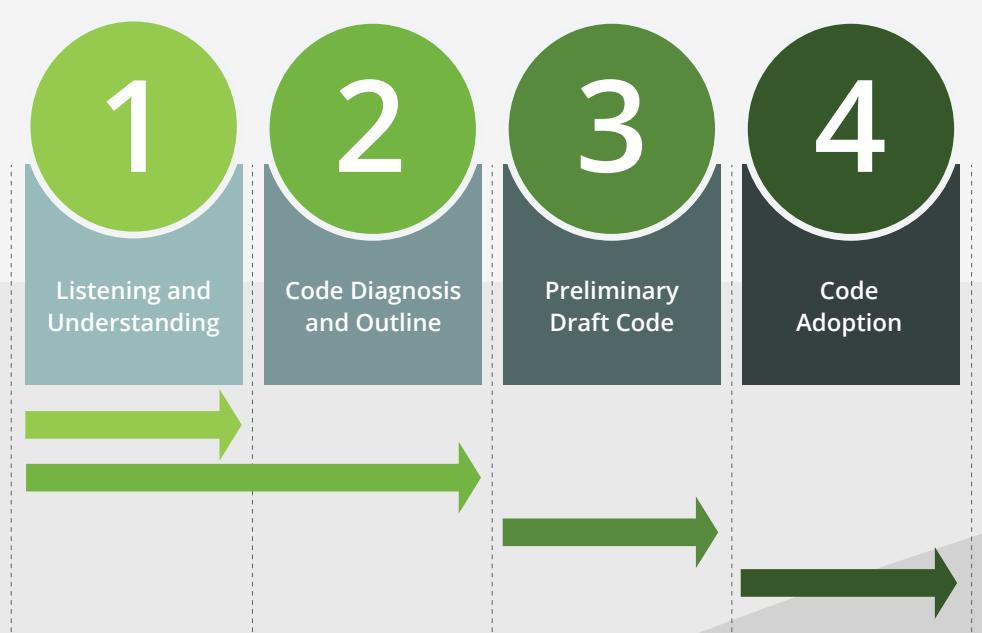 1
2
3
4
Listening and
Understanding
Code Diagnosis
and Outline
Preliminary
Draft Code
Code
Adoption